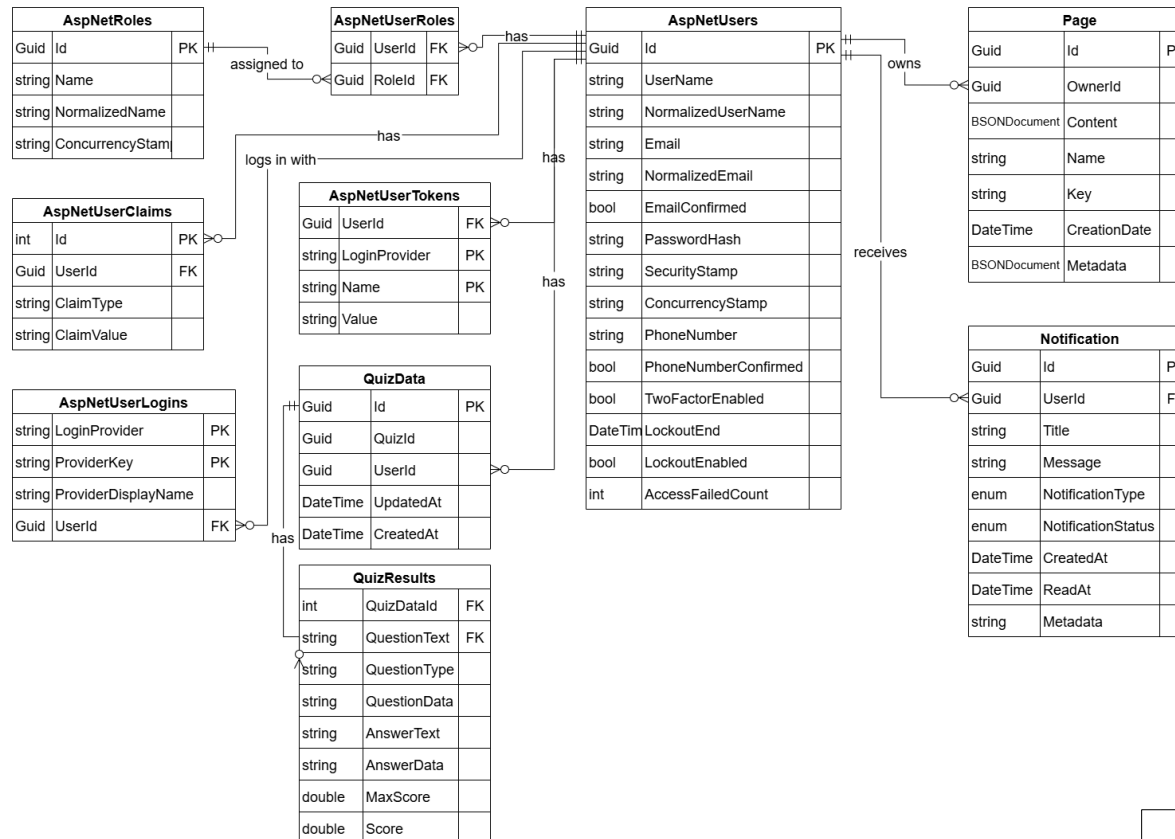 AspNetRoles
Guid Id PK
string Name
string NormalizedName
string ConcurrencyStamp
assigned to
AspNetUserRoles
Guid UserId FK
Guid RoleId FK
has
AspNetUsers
Guid Id PK
string UserName
string NormalizedUserName
string Email
string NormalizedEmail
bool EmailConfirmed
string PasswordHash
string SecurityStamp
string ConcurrencyStamp
string PhoneNumber
bool PhoneNumberConfirmed
bool TwoFactorEnabled
DateTim LockoutEnd
bool LockoutEnabled
int AccessFailedCount
owns
receives
Page
Guid Id P
Guid OwnerId
BSONDocument Content
string Name
string Key
DateTime CreationDate
BSONDocument Metadata
has
logs in with
has
has
AspNetUserClaims
int Id PK
Guid UserId FK
string ClaimType
string ClaimValue
AspNetUserTokens
Guid UserId FK
string LoginProvider PK
string Name PK
string Value
Notification
Guid Id P
Guid UserId F
string Title
string Message
enum NotificationType
enum NotificationStatus
DateTime CreatedAt
DateTime ReadAt
string Metadata
AspNetUserLogins
string LoginProvider PK
string ProviderKey PK
string ProviderDisplayName
Guid UserId FK
QuizData
Guid Id PK
Guid QuizId
Guid UserId
DateTime UpdatedAt
DateTime CreatedAt
has
QuizResults
int QuizDataId FK
string QuestionText FK
string QuestionType
string QuestionData
string AnswerText
string AnswerData
double MaxScore
double Score